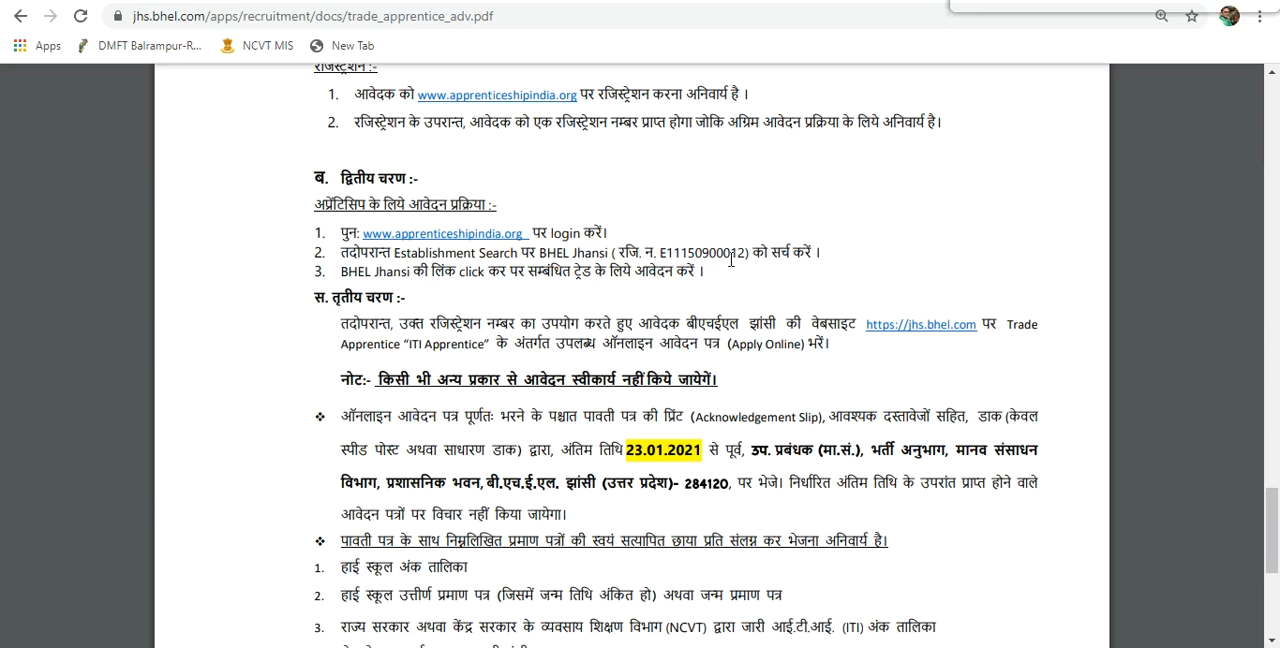 jhs.bhel.com/apps/recruitment/docs/trade_apprentice_adv.pdf
Apps DMFT Balrampur-R... NCVT MIS New Tab
राजस्ट्रेशन :-
1. आवेदक को www.apprenticeshipindia.org पर रजिस्ट्रेशन करना अनिवार्य है ।
2. रजिस्ट्रेशन के उपरान्त, आवेदक को एक रजिस्ट्रेशन नम्बर प्राप्त होगा जोकि अग्रिम आवेदन प्रक्रिया के लिये अनिवार्य है।
ब. द्वितीय चरण :-
अप्रेंटिसिप के लिये आवेदन प्रक्रिया :-
1. पुन: www.apprenticeshipindia.org पर login करें।
2. तदोपरान्त Establishment Search पर BHEL Jhansi ( रजि. न. E11150900012) को सर्च करें ।
3. BHEL Jhansi की लिंक click कर पर सम्बंधित ट्रेड के लिये आवेदन करें ।
स. तृतीय चरण :-
तदोपरान्त, उक्त रजिस्ट्रेशन नम्बर का उपयोग करते हुए आवेदक बीएचईएल झांसी की वेबसाइट https://jhs.bhel.com पर Trade
Apprentice “ITI Apprentice” के अंतर्गत उपलब्ध ऑनलाइन आवेदन पत्र (Apply Online) भरें।
नोट:- किसी भी अन्य प्रकार से आवेदन स्वीकार्य नहीं किये जायेगें।
❖ ऑनलाइन आवेदन पत्र पूर्णतः भरने के पश्चात पावती पत्र की प्रिंट (Acknowledgement Slip), आवश्यक दस्तावेजों सहित, डाक (केवल
स्पीड पोस्ट अथवा साधारण डाक) द्वारा, अंतिम तिथि 23.01.2021 से पूर्व, उप. प्रबंधक (मा.सं.), भर्ती अनुभाग, मानव संसाधन
विभाग, प्रशासनिक भवन, बी.एच.ई.एल. झांसी (उत्तर प्रदेश)- 284120, पर भेजे। निर्धारित अंतिम तिथि के उपरांत प्राप्त होने वाले
आवेदन पत्रों पर विचार नहीं किया जायेगा।
❖ पावती पत्र के साथ निम्नलिखित प्रमाण पत्रों की स्वयं सत्यापित छाया प्रति संलग्न कर भेजना अनिवार्य है।
1. हाई स्कूल अंक तालिका
2. हाई स्कूल उत्तीर्ण प्रमाण पत्र (जिसमें जन्म तिथि अंकित हो) अथवा जन्म प्रमाण पत्र
3. राज्य सरकार अथवा केंद्र सरकार के व्यवसाय शिक्षण विभाग (NCVT) द्वारा जारी आई.टी.आई. (ITI) अंक तालिका